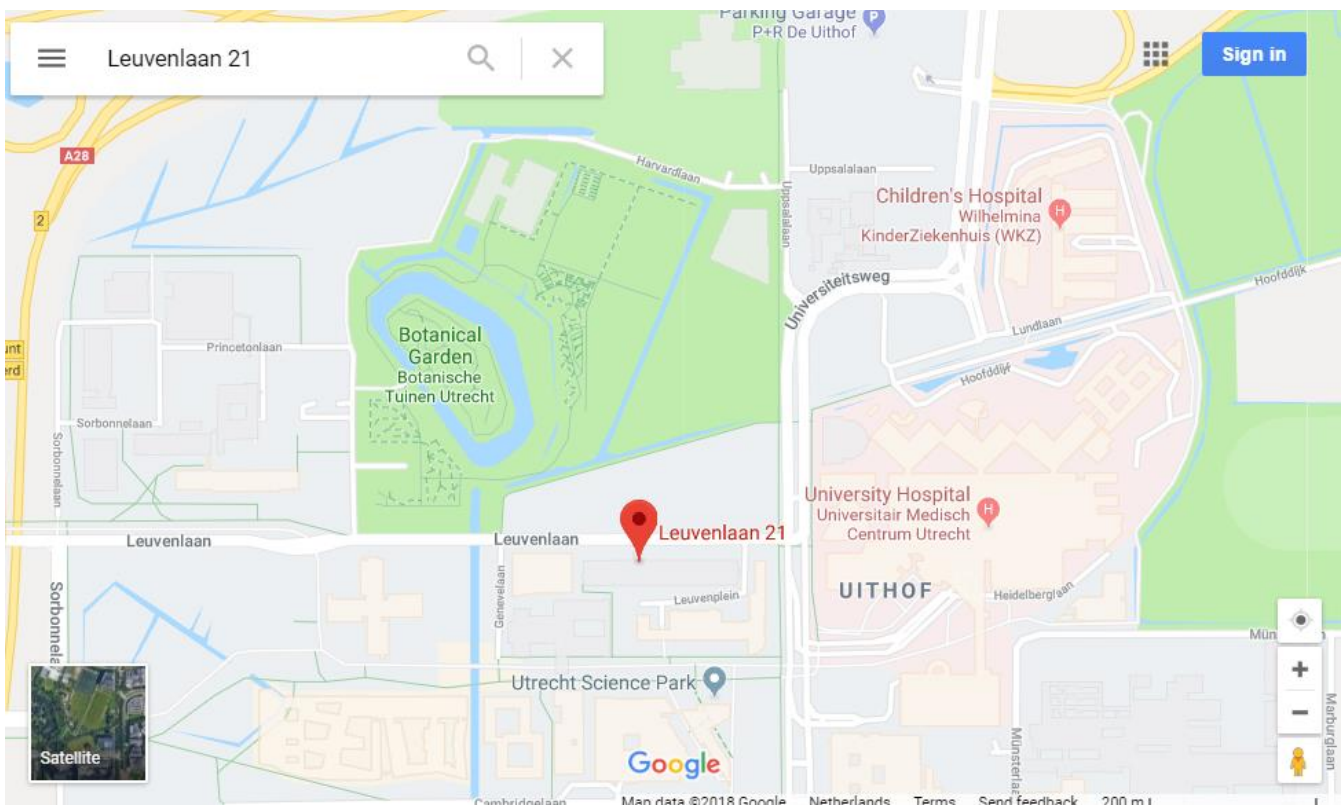 Leuvenlaan 21
Parking Garage
P+R De Uithof
P
Sign in
A28
Harvardlaan
Uppsalalaan
Uppsalalaan
Children's Hospital
Wilhelmina
KinderZiekenhuis (WKZ)
H
2
Universiteitsweg
Hoofddijk
Lundlaan
Princetonlaan
Botanical
Garden
Botanische
Tuinen Utrecht
Hoofddijk
Sorbonnelaan
Sorbonnelaan
University Hospital
Universitair Medisch
Centrum Utrecht
H
Leuvenlaan
Leuvenlaan
Leuvenlaan 21
UITHOF
Heidelberglaan
Leuvenplein
Genevelaan
Sorbonnela
Utrecht Science Park
Satellite
Münsterlaa
Marburglaan
Google
Cambridgelaan
Map data ©2018 Google Netherlands Terms Send feedback 200 m